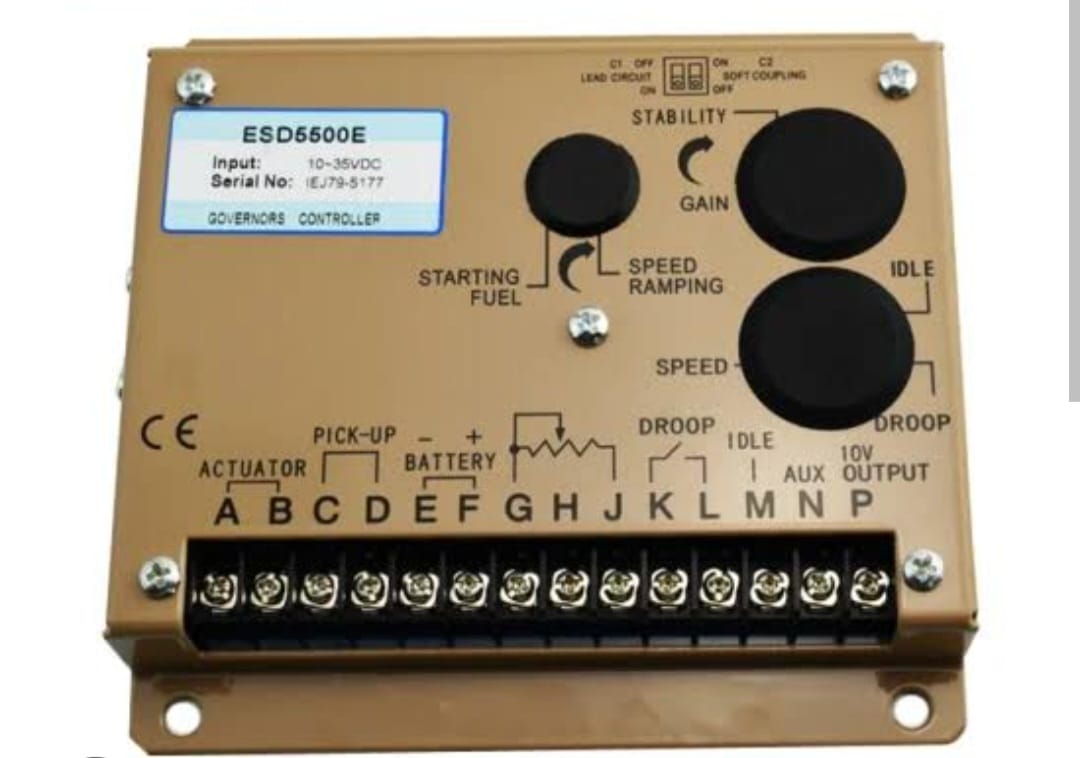 C1 OFF ON C2
LEAD CIRCUIT SOFT COUPLING
ON OFF
STABILITY
GAIN
ESD5500E
Input: 10~35VDC
Serial No: IEJ79-5177
GOVERNORS CONTROLLER
STARTING
FUEL
SPEED
RAMPING
IDLE
SPEED
DROOP
CE
ACTUATOR
PICK-UP
- +
BATTERY
DROOP
IDLE
AUX
10V
OUTPUT
A B C D E F G H J K L M N P